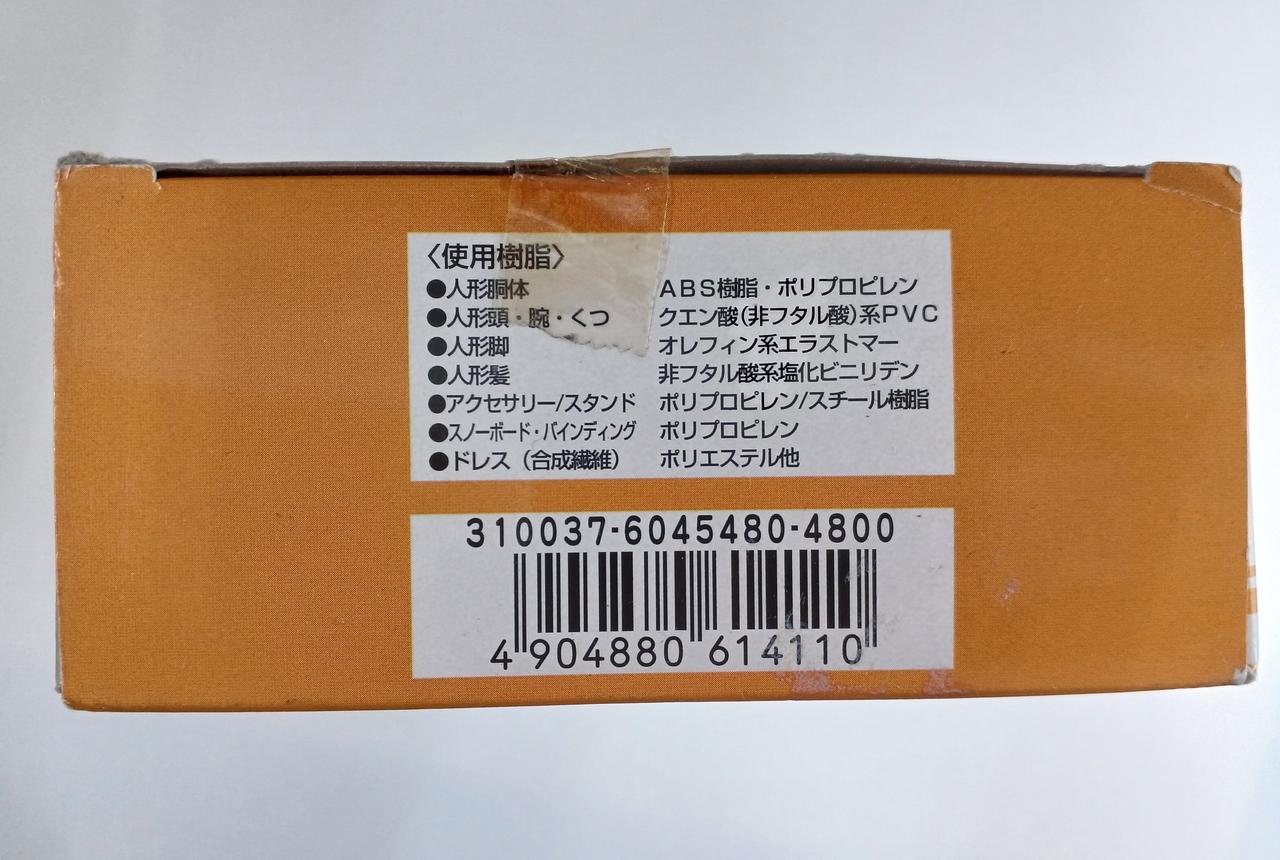 〈使用樹脂〉
●人形胴体 ABS樹脂・ポリプロピレン
●人形頭・腕・くつ クエン酸(非フタル酸)系PVC
●人形脚 オレフィン系エラストマー
●人形髪 非フタル酸系塩化ビニリデン
●アクセサリー/スタンド ポリプロピレン/スチール樹脂
●スノーボード・バインディング ポリプロピレン
●ドレス(合成繊維) ポリエステル他
310037-6045480-4800
4 904880 614110